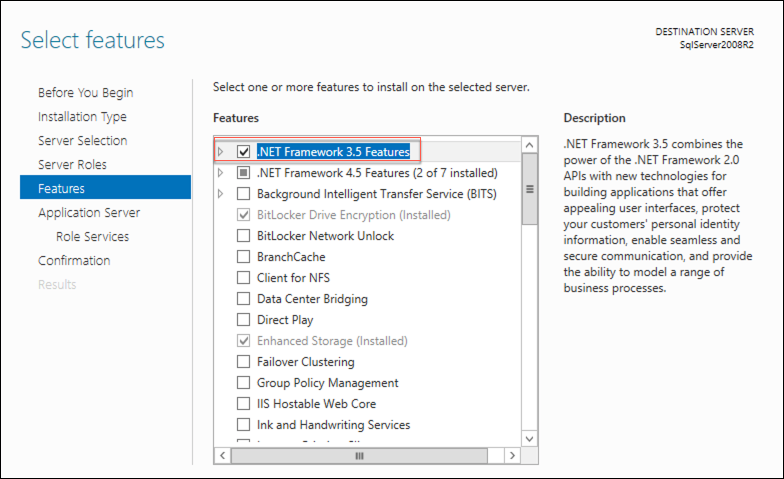 Select features
DESTINATION SERVER
SqlServer2008R2
Before You Begin
Installation Type
Server Selection
Server Roles
Features
Application Server
Role Services
Confirmation
Results
Select one or more features to install on the selected server.
Features
.NET Framework 3.5 Features
.NET Framework 4.5 Features (2 of 7 installed)
Background Intelligent Transfer Service (BITS)
BitLocker Drive Encryption (Installed)
BitLocker Network Unlock
BranchCache
Client for NFS
Data Center Bridging
Direct Play
Enhanced Storage (Installed)
Failover Clustering
Group Policy Management
IIS Hostable Web Core
Ink and Handwriting Services
Description
.NET Framework 3.5 combines the
power of the .NET Framework 2.0
APIs with new technologies for
building applications that offer
appealing user interfaces, protect
your customers' personal identity
information, enable seamless and
secure communication, and provide
the ability to model a range of
business processes.